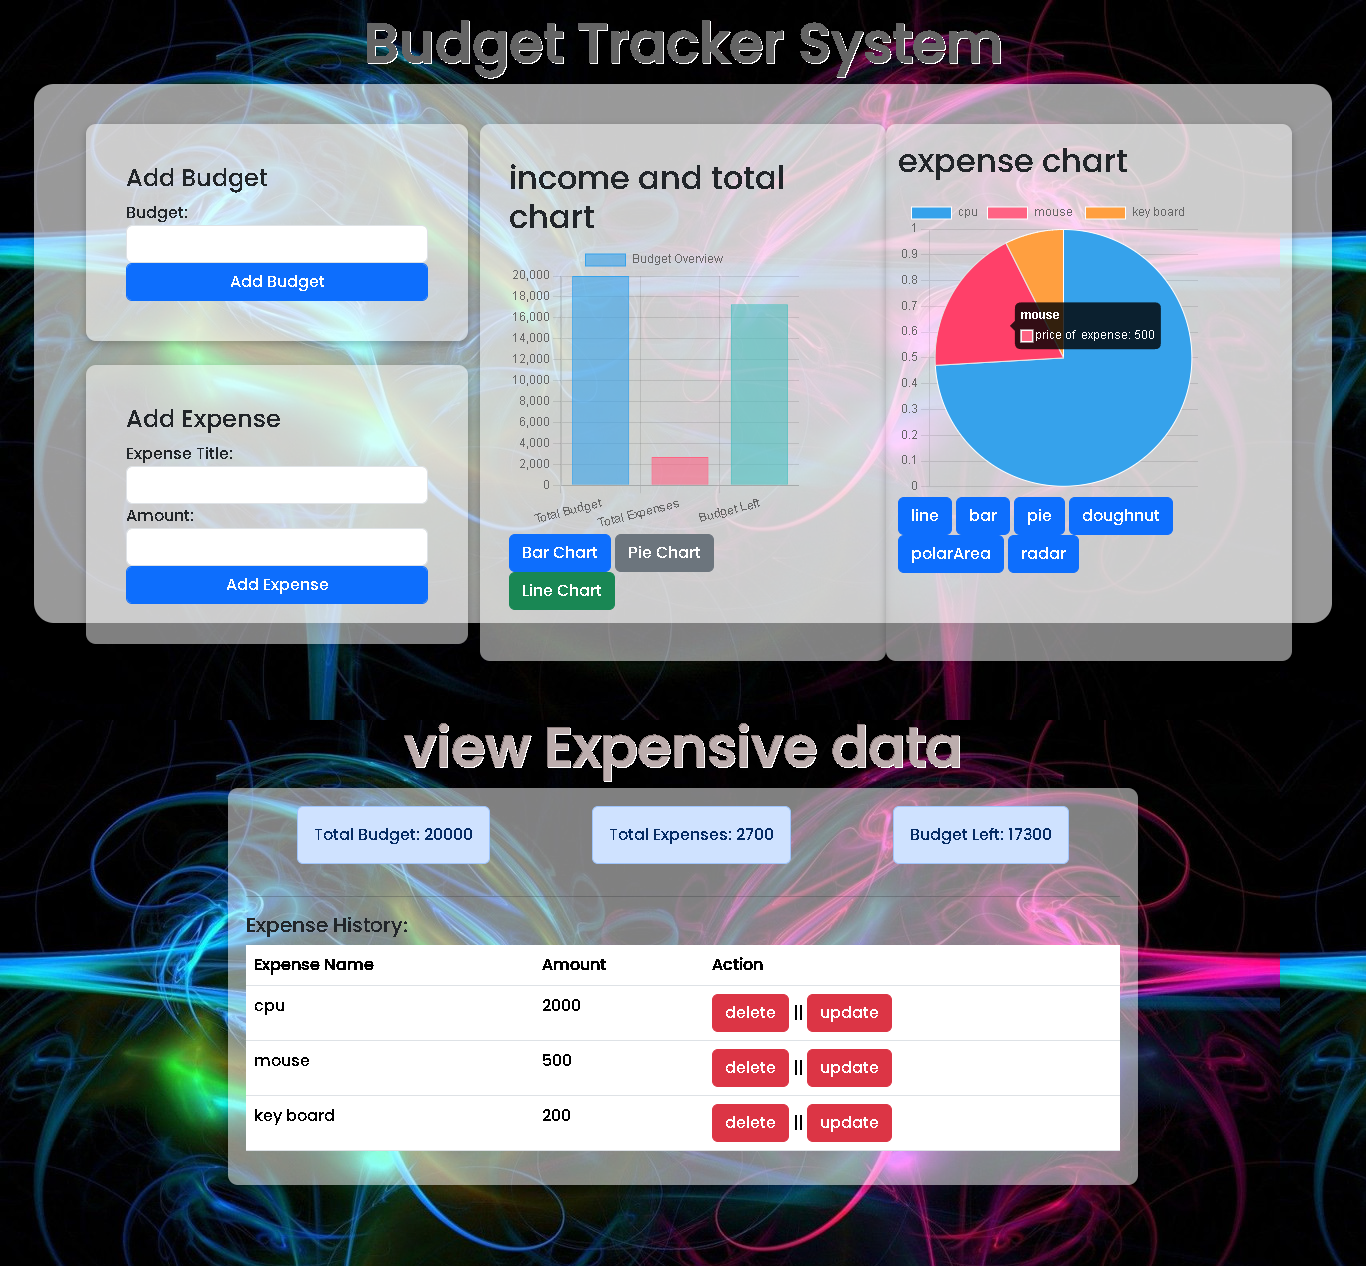 Budget Tracker System
Add Budget
Budget:
Add Budget
Add Expense
Expense Title:
Amount:
Add Expense
income and total
chart
Budget Overview
20,000
18,000
16,000
14,000
12,000
10,000
8,000
6,000
4,000
2,000
0
Total Budget Total Expenses Budget Left
Bar Chart Pie Chart
Line Chart
expense chart
cpu mouse key board
1
0.9
0.8
0.7
0.6
0.5
0.4
0.3
0.2
0.1
0
mouse
price of expense: 500
line bar pie doughnut
polarArea radar
view Expensive data
Total Budget: 20000 Total Expenses: 2700 Budget Left: 17300
Expense History:
Expense Name Amount Action
cpu 2000 delete || update
mouse 500 delete || update
key board 200 delete || update